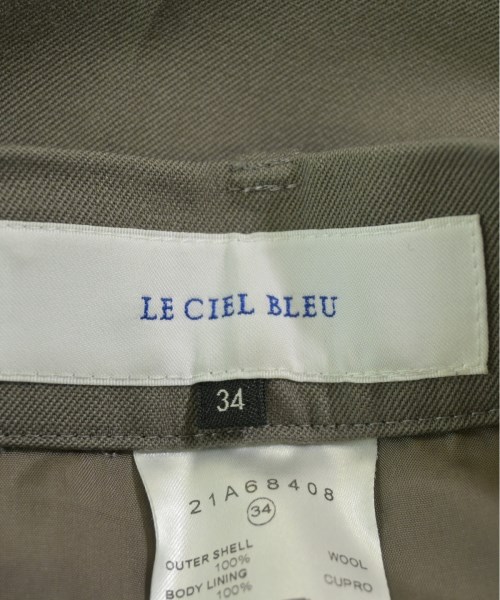 LE CIEL BLEU
34
21A68408
34
OUTER SHELL
100% WOOL
BODY LINING
100% CUPRO